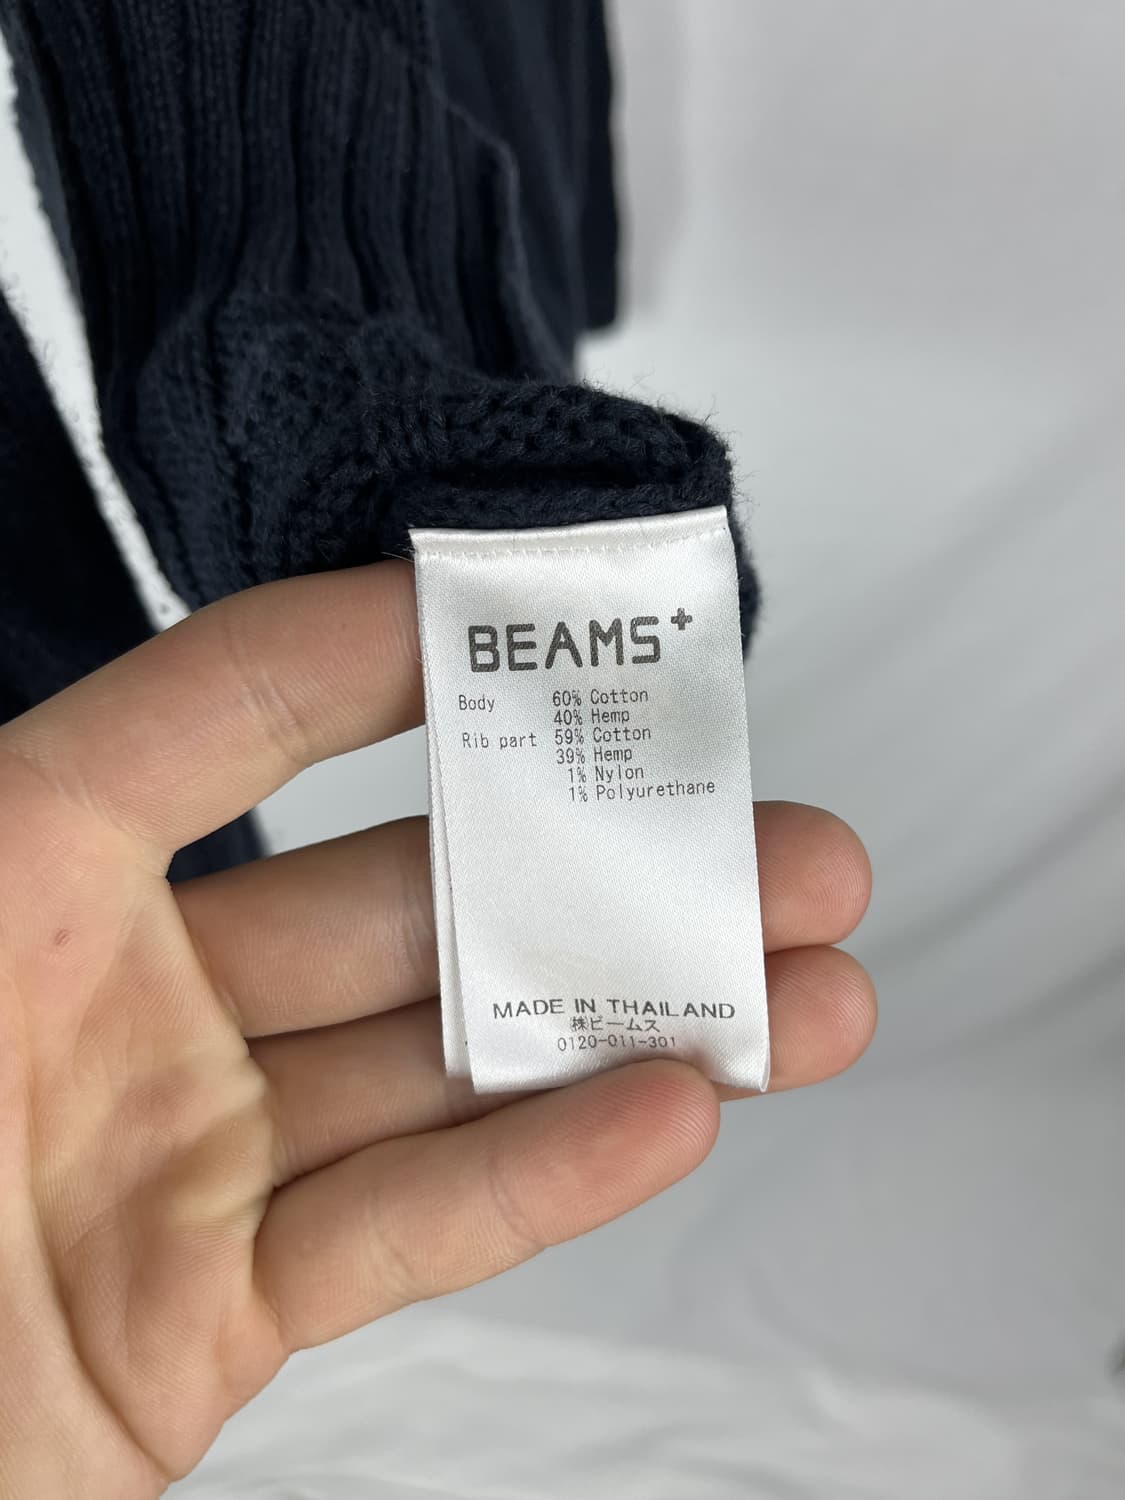 BEAMS+
Body 60% Cotton
40% Hemp
Rib part 59% Cotton
39% Hemp
1% Nylon
1% Polyurethane
MADE IN THAILAND
㈱ビームス
0120-011-301